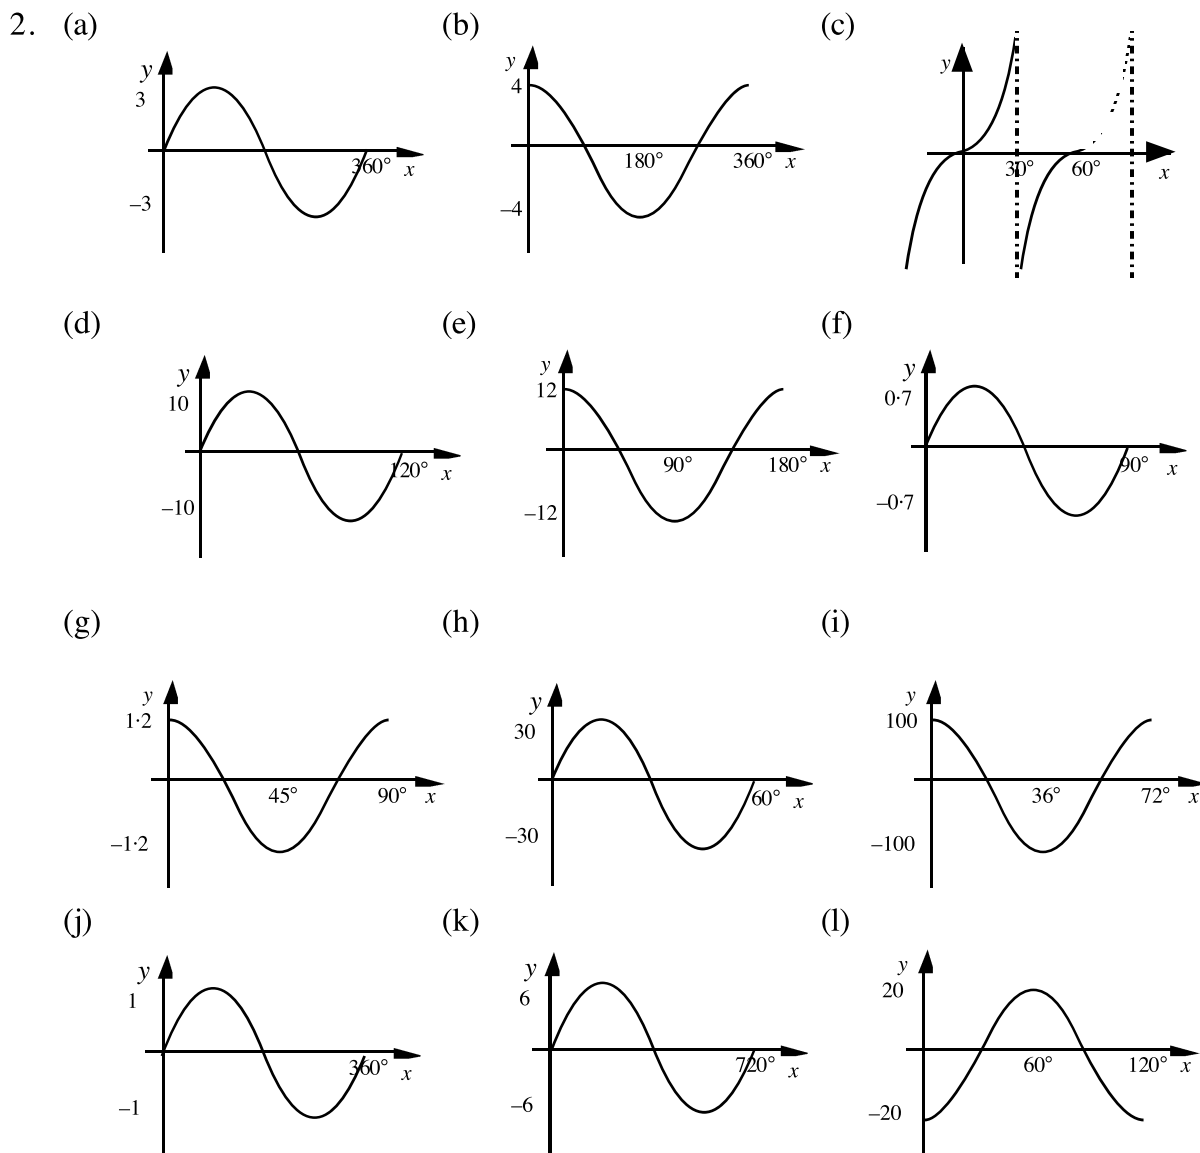 2. (a) (b) (c)
y y y
3 4
360° x 180° 360° x 30° 60° x
–3 –4
(d) (e) (f)
y y y
10 12 0·7
120° x 90° 180° x 90° x
–10 –12 –0·7
(g) (h) (i)
y y y
1·2 30 100
45° 90° x 60° x 36° 72° x
–1·2 –30 –100
(j) (k) (l)
y y y
1 6 20
360° x 720° x 60° 120° x
–1 –6 –20